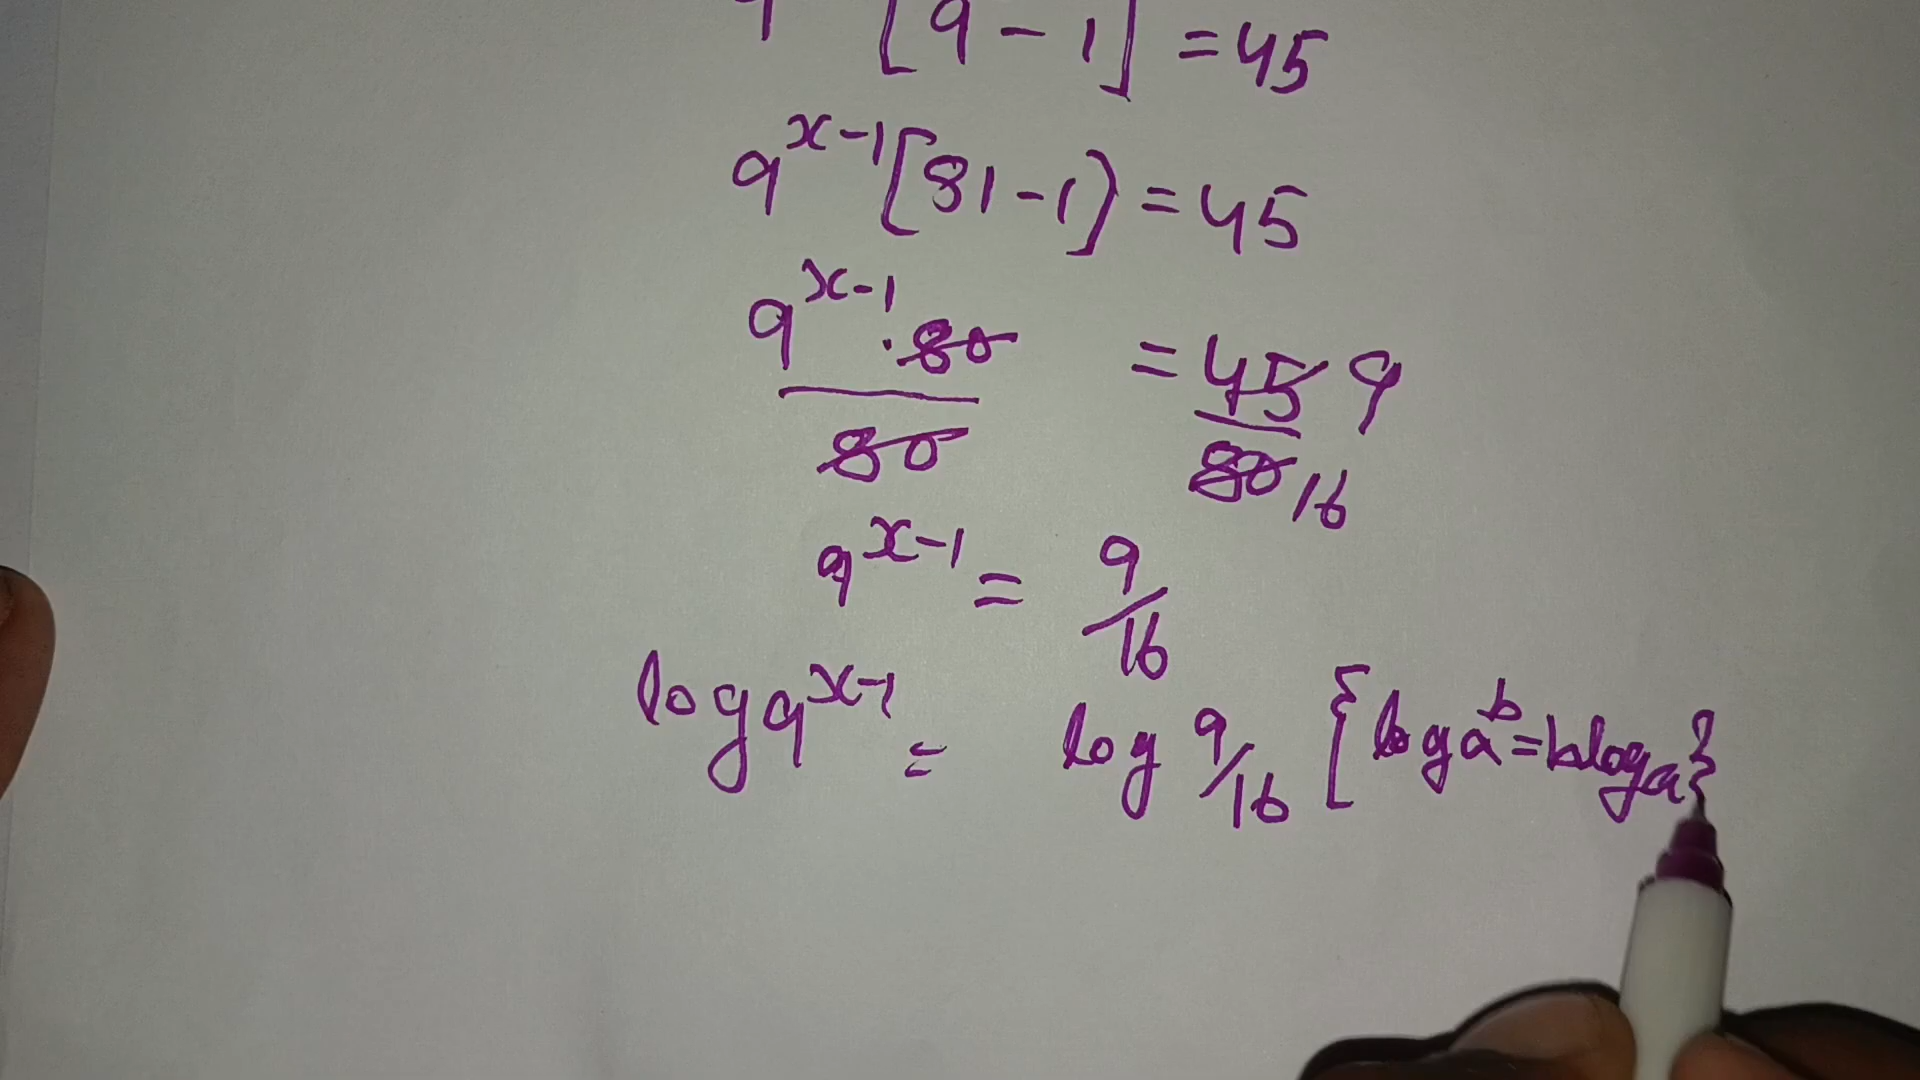 9 [9 - 1] = 45
9^{x-1} [81-1) = 45
9^{x-1} . 80 / 80 = 45 9 / 80 16
9^{x-1} = 9/16
log 9^{x-1} = log 9/16 {log a^b = b log a}